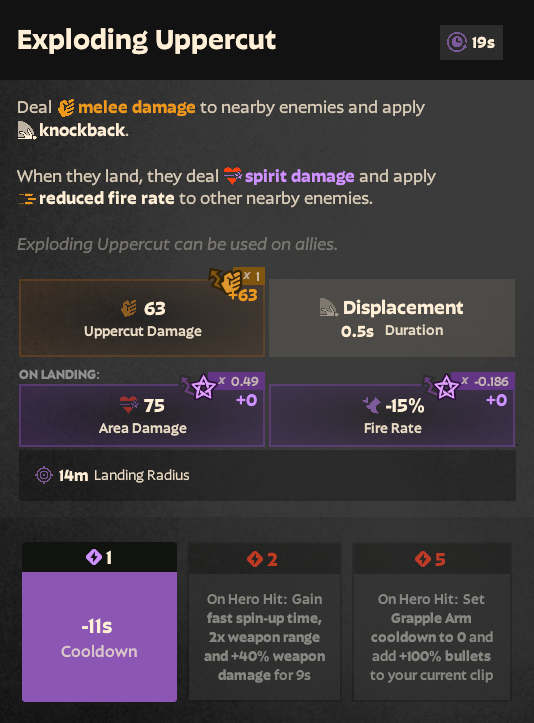 Exploding Uppercut
19s
Deal melee damage to nearby enemies and apply
knockback.
When they land, they deal spirit damage and apply
reduced fire rate to other nearby enemies.
Exploding Uppercut can be used on allies.
x 1
+63
63
Uppercut Damage
Displacement
0.5s Duration
ON LANDING:
x 0.49
+0
75
Area Damage
x -0.186
+0
-15%
Fire Rate
14m Landing Radius
1
-11s
Cooldown
2
On Hero Hit: Gain
fast spin-up time,
2x weapon range
and +40% weapon
damage for 9s
5
On Hero Hit: Set
Grapple Arm
cooldown to 0 and
add +100% bullets
to your current clip